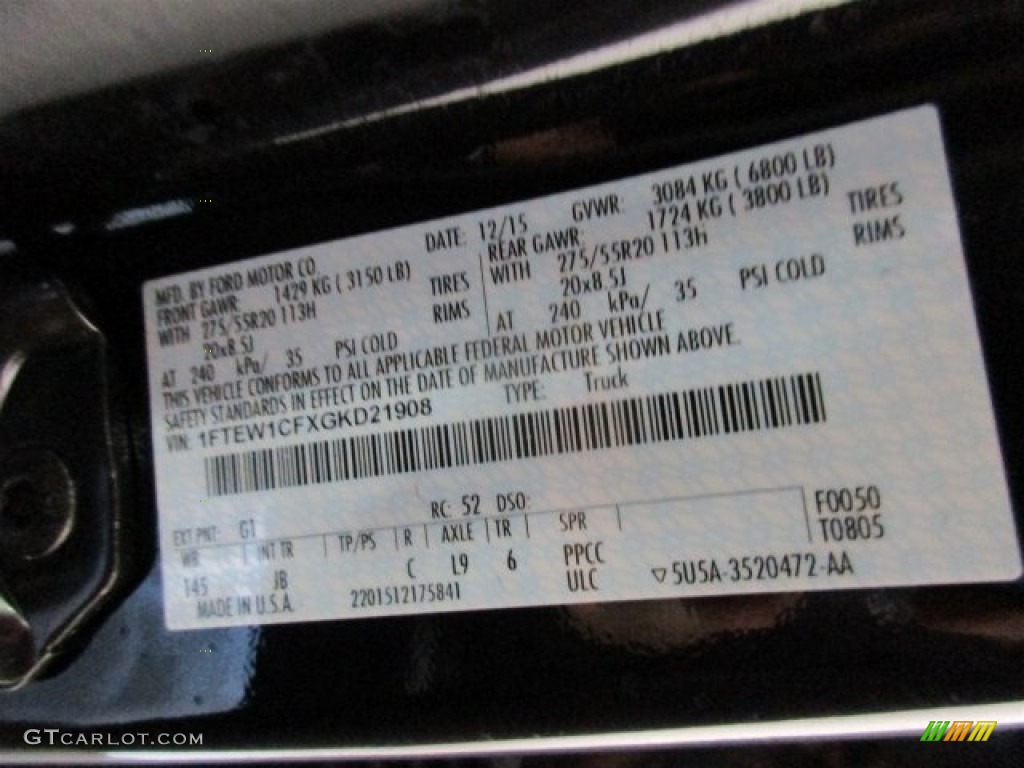 MFD. BY FORD MOTOR CO. DATE: 12/15 GVWR: 3084 KG ( 6800 LB)
FRONT GAWR: 1429 KG ( 3150 LB) REAR GAWR: 1724 KG ( 3800 LB)
WITH 275/55R20 113H TIRES WITH 275/55R20 113H TIRES
20x8.5J RIMS 20x8.5J RIMS
AT 240 kPa/ 35 PSI COLD AT 240 kPa/ 35 PSI COLD
THIS VEHICLE CONFORMS TO ALL APPLICABLE FEDERAL MOTOR VEHICLE
SAFETY STANDARDS IN EFFECT ON THE DATE OF MANUFACTURE SHOWN ABOVE.
VIN: 1FTEW1CFXGKD21908 TYPE: Truck
EXT PNT: G1 RC: 52 DSO: F0050
WB INT TR TP/PS R AXLE TR SPR T0805
145 JB C L9 6 PPCC
MADE IN U.S.A. 2201512175841 ULC ▽5U5A-3520472-AA
GTCARLOT.COM